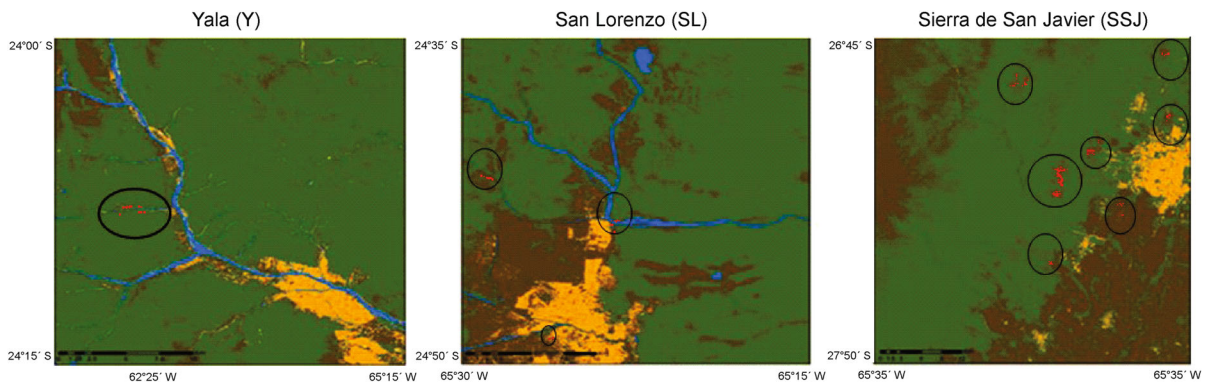 Yala (Y)
San Lorenzo (SL)
Sierra de San Javier (SSJ)
24°00´ S
24°15´ S
62°25´ W
65°15´ W
24°35´ S
24°50´ S
65°30´ W
65°15´ W
26°45´ S
27°50´ S
65°35´ W
65°35´ W